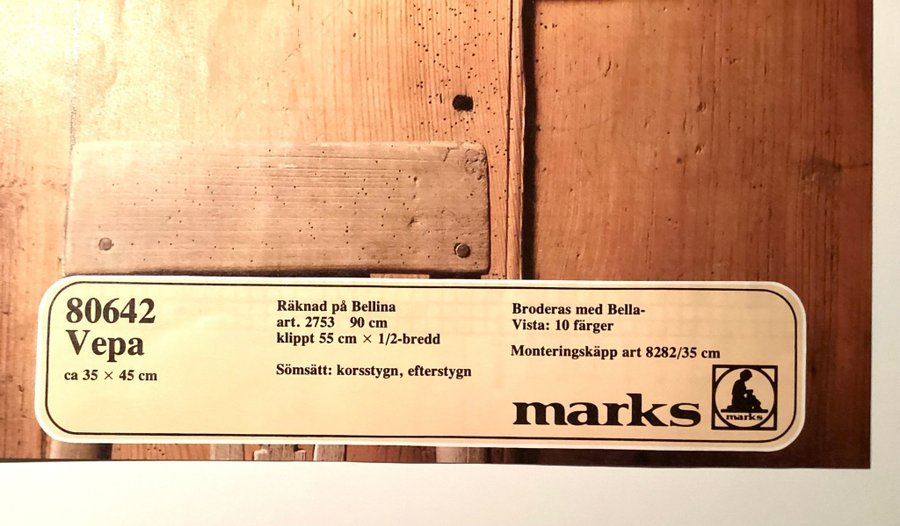 80642
Vepa
ca 35 × 45 cm
Räknad på Bellina
art. 2753 90 cm
klippt 55 cm × 1/2-bredd
Sömsätt: korsstygn, efterstygn
Broderas med Bella-
Vista: 10 färger
Monteringskäpp art 8282/35 cm
marks
marks